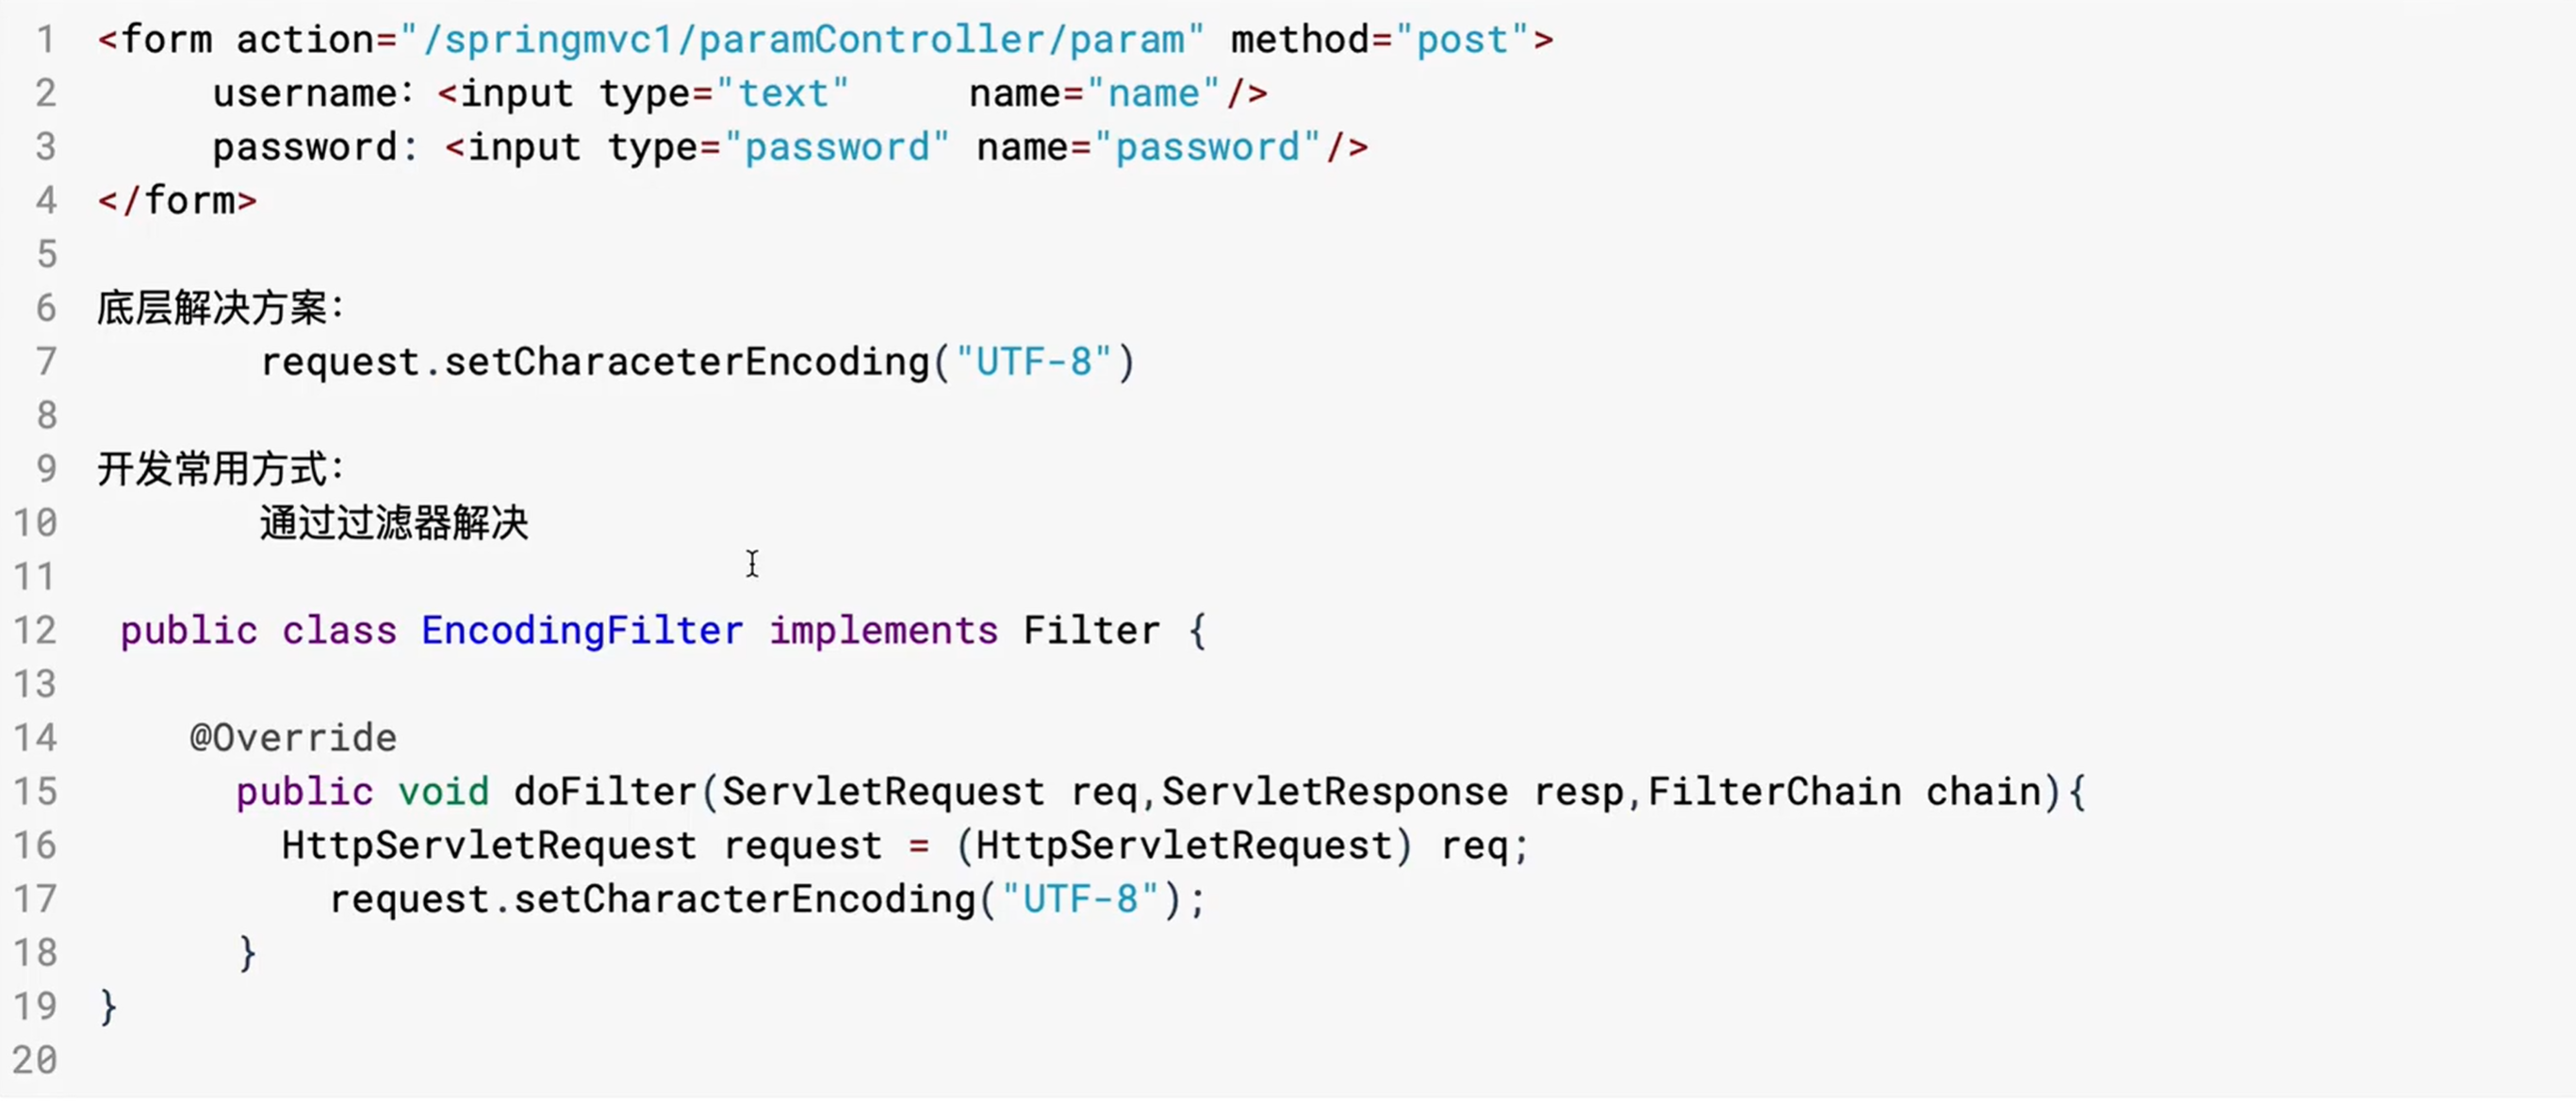 1 <form action="/springmvc1/paramController/param" method="post">
2 username: <input type="text" name="name"/>
3 password: <input type="password" name="password"/>
4 </form>
5
6 底层解决方案：
7 request.setCharaceterEncoding("UTF-8")
8
9 开发常用方式：
10 通过过滤器解决
11
12 public class EncodingFilter implements Filter {
13
14 @Override
15 public void doFilter(ServletRequest req,ServletResponse resp,FilterChain chain){
16 HttpServletRequest request = (HttpServletRequest) req;
17 request.setCharacterEncoding("UTF-8");
18 }
19 }
20